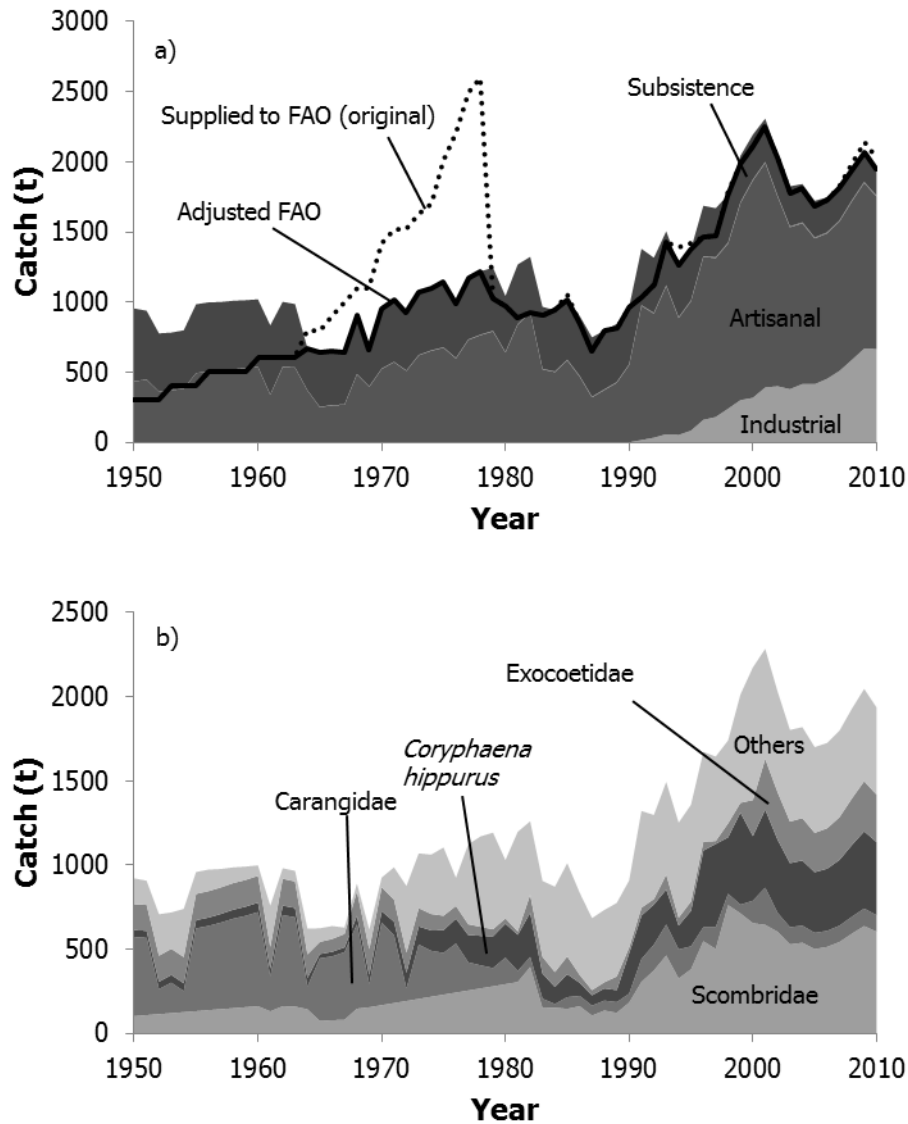 a)
3000
2500
2000
1500
1000
500
0
Catch (t)
Supplied to FAO (original)
Adjusted FAO
Subsistence
Artisanal
Industrial
1950 1960 1970 1980 1990 2000 2010
Year
b)
2500
2000
1500
1000
500
0
Catch (t)
Exocoetidae
Others
Coryphaena
hippurus
Carangidae
Scombridae
1950 1960 1970 1980 1990 2000 2010
Year